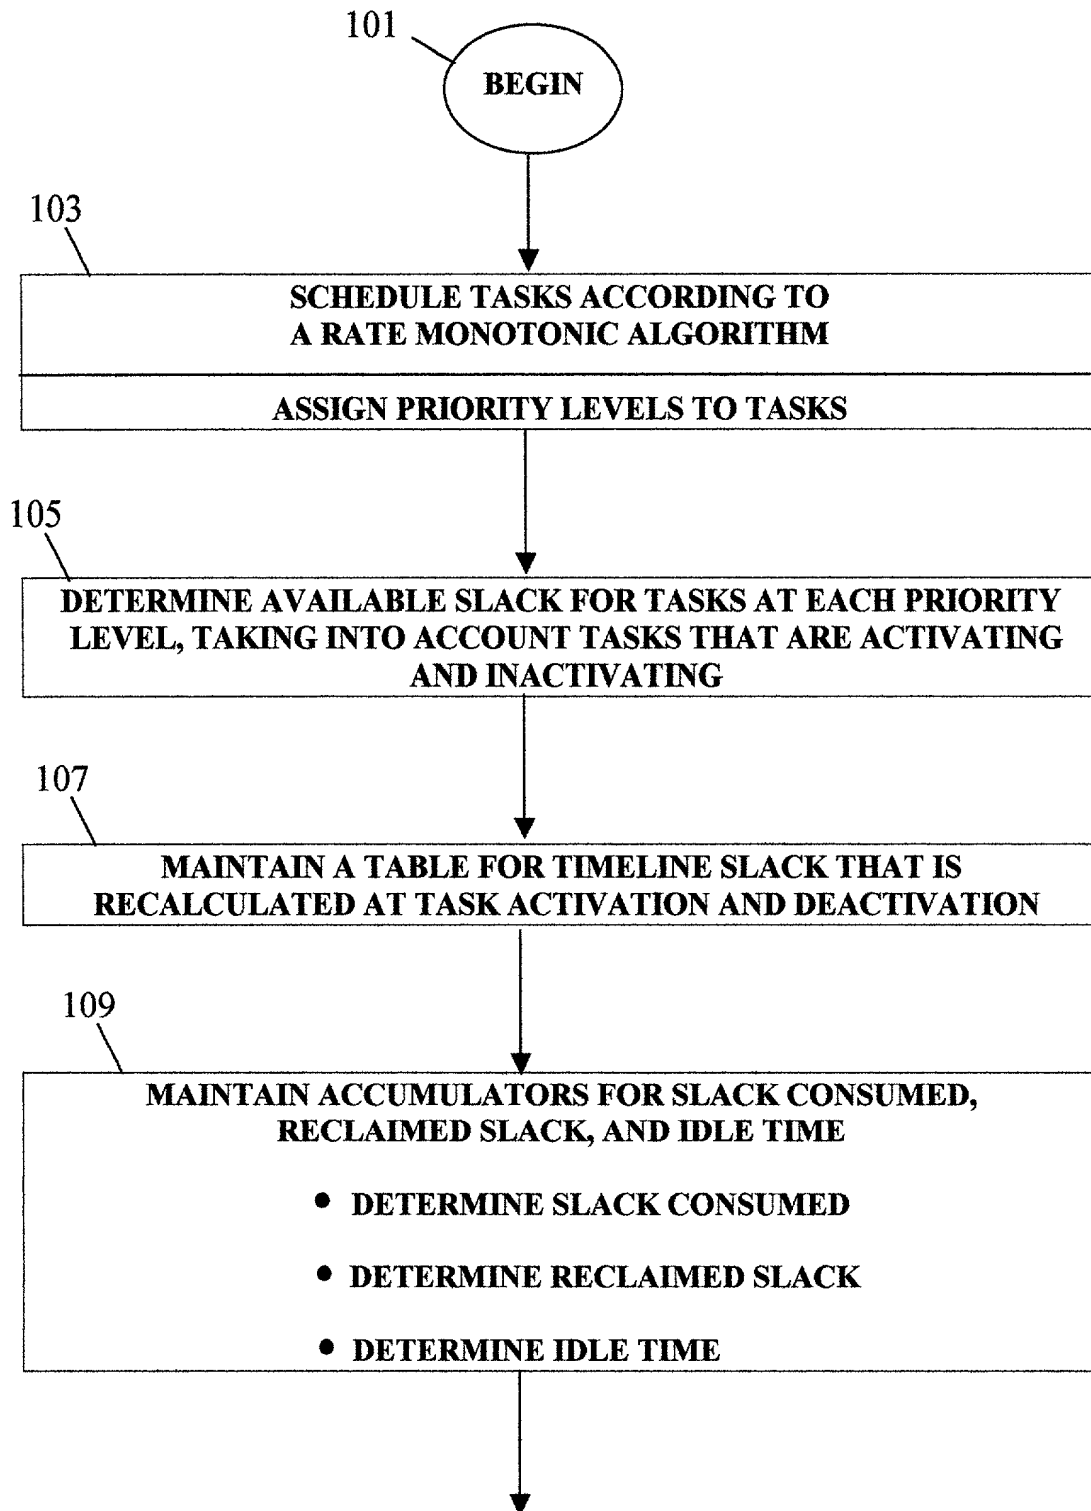 101
BEGIN
103
SCHEDULE TASKS ACCORDING TO
A RATE MONOTONIC ALGORITHM
ASSIGN PRIORITY LEVELS TO TASKS
105
DETERMINE AVAILABLE SLACK FOR TASKS AT EACH PRIORITY
LEVEL, TAKING INTO ACCOUNT TASKS THAT ARE ACTIVATING
AND INACTIVATING
107
MAINTAIN A TABLE FOR TIMELINE SLACK THAT IS
RECALCULATED AT TASK ACTIVATION AND DEACTIVATION
109
MAINTAIN ACCUMULATORS FOR SLACK CONSUMED,
RECLAIMED SLACK, AND IDLE TIME
• DETERMINE SLACK CONSUMED
• DETERMINE RECLAIMED SLACK
• DETERMINE IDLE TIME